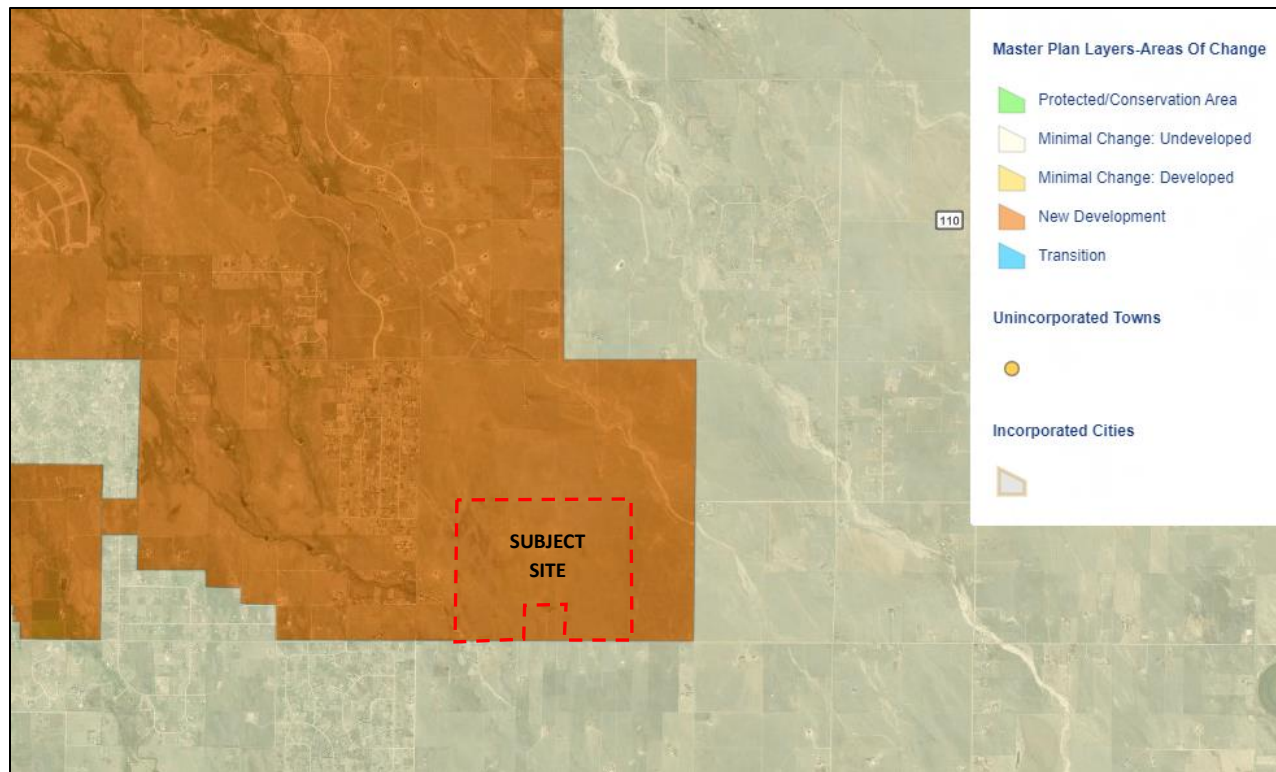 Master Plan Layers-Areas Of Change
Protected/Conservation Area
Minimal Change: Undeveloped
Minimal Change: Developed
New Development
Transition
Unincorporated Towns
Incorporated Cities
110
SUBJECT
SITE